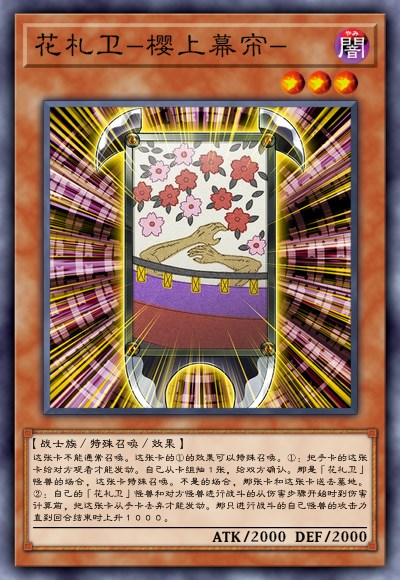 花札卫-樱上幕帘-
やみ
闇
【战士族／特殊召唤／效果】
这张卡不能通常召唤。这张卡的①的效果可以特殊召唤。①：把手卡的这张
卡给对方观看才能发动。自己从卡组抽１张，给双方确认。那是「花札卫」
怪兽的场合，这张卡特殊召唤。不是的场合，那张卡和这张卡送去墓地。
②：自己的「花札卫」怪兽和对方怪兽进行战斗的从伤害步骤开始时到伤害
计算前，把这张卡从手卡丢弃才能发动。那只进行战斗的自己怪兽的攻击力
直到回合结束时上升１０００。
ATK/2000 DEF/2000